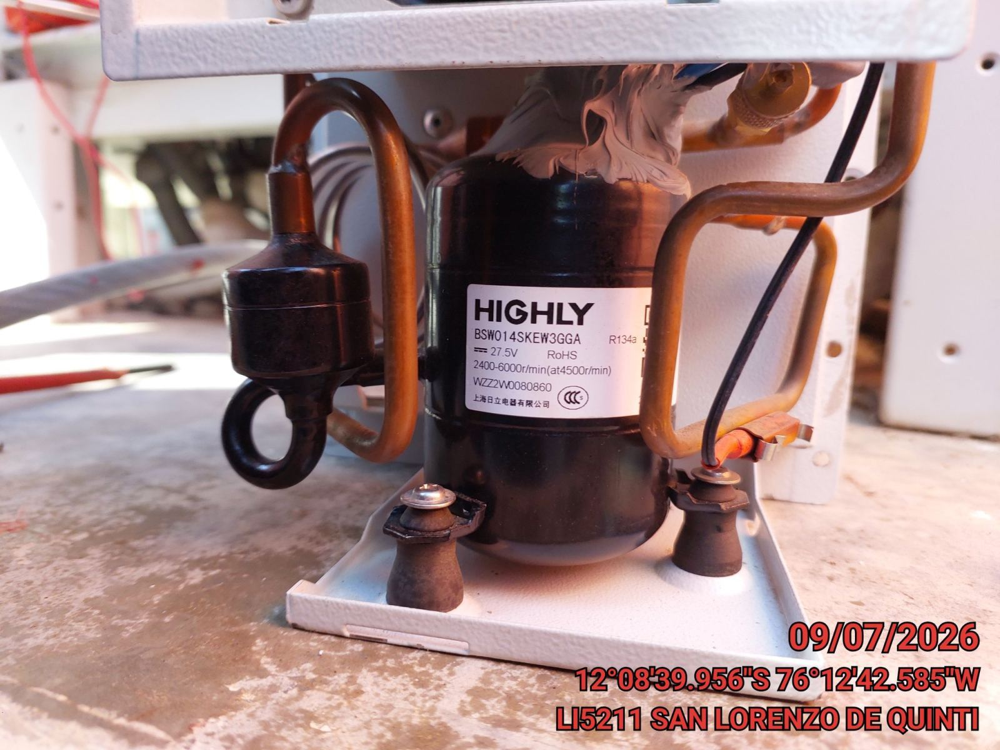 HIGHLY
BSW014SKEW3GGA R134a
27.5V RoHS
2400-6000r/min(at4500r/min)
WZZ2W0080860
上海日立电器有限公司 CCC S
09/07/2026
12°08'39.956"S 76°12'42.585"W
LI5211 SAN LORENZO DE QUINTI